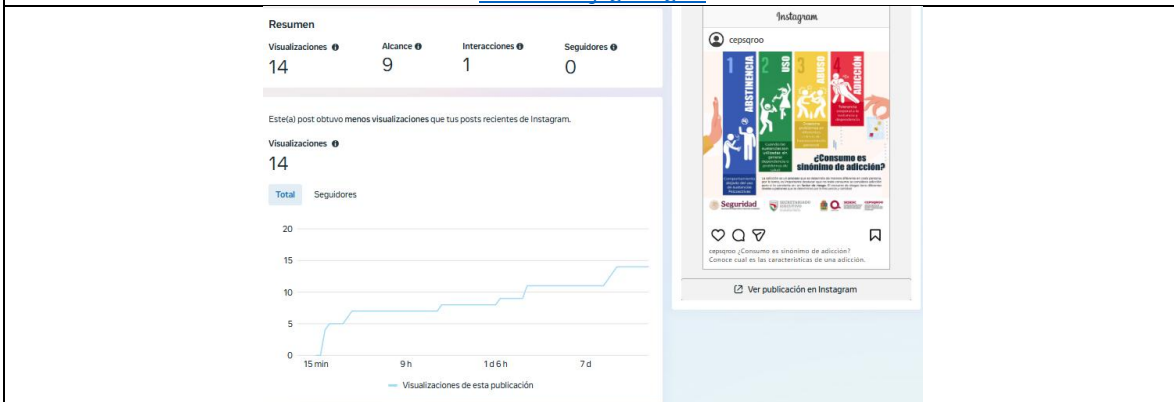 Resumen
Visualizaciones
14
Alcance
9
Interacciones
1
Seguidores
0
Este(a) post obtuvo menos visualizaciones que tus posts recientes de Instagram.
Visualizaciones
14
Total Seguidores
20
15
10
5
0
15 min 9 h 1 d 6 h 7 d
Visualizaciones de esta publicación
Instagram
cepsqroo
1 ABSTINENCIA
2 USO
3 ABUSO
4 ADICCIÓN
¿Consumo es
sinónimo de adicción?
Seguridad
cepsqroo ¿Consumo es sinónimo de adicción?
Conoce cual es las características de una adicción.
Ver publicación en Instagram